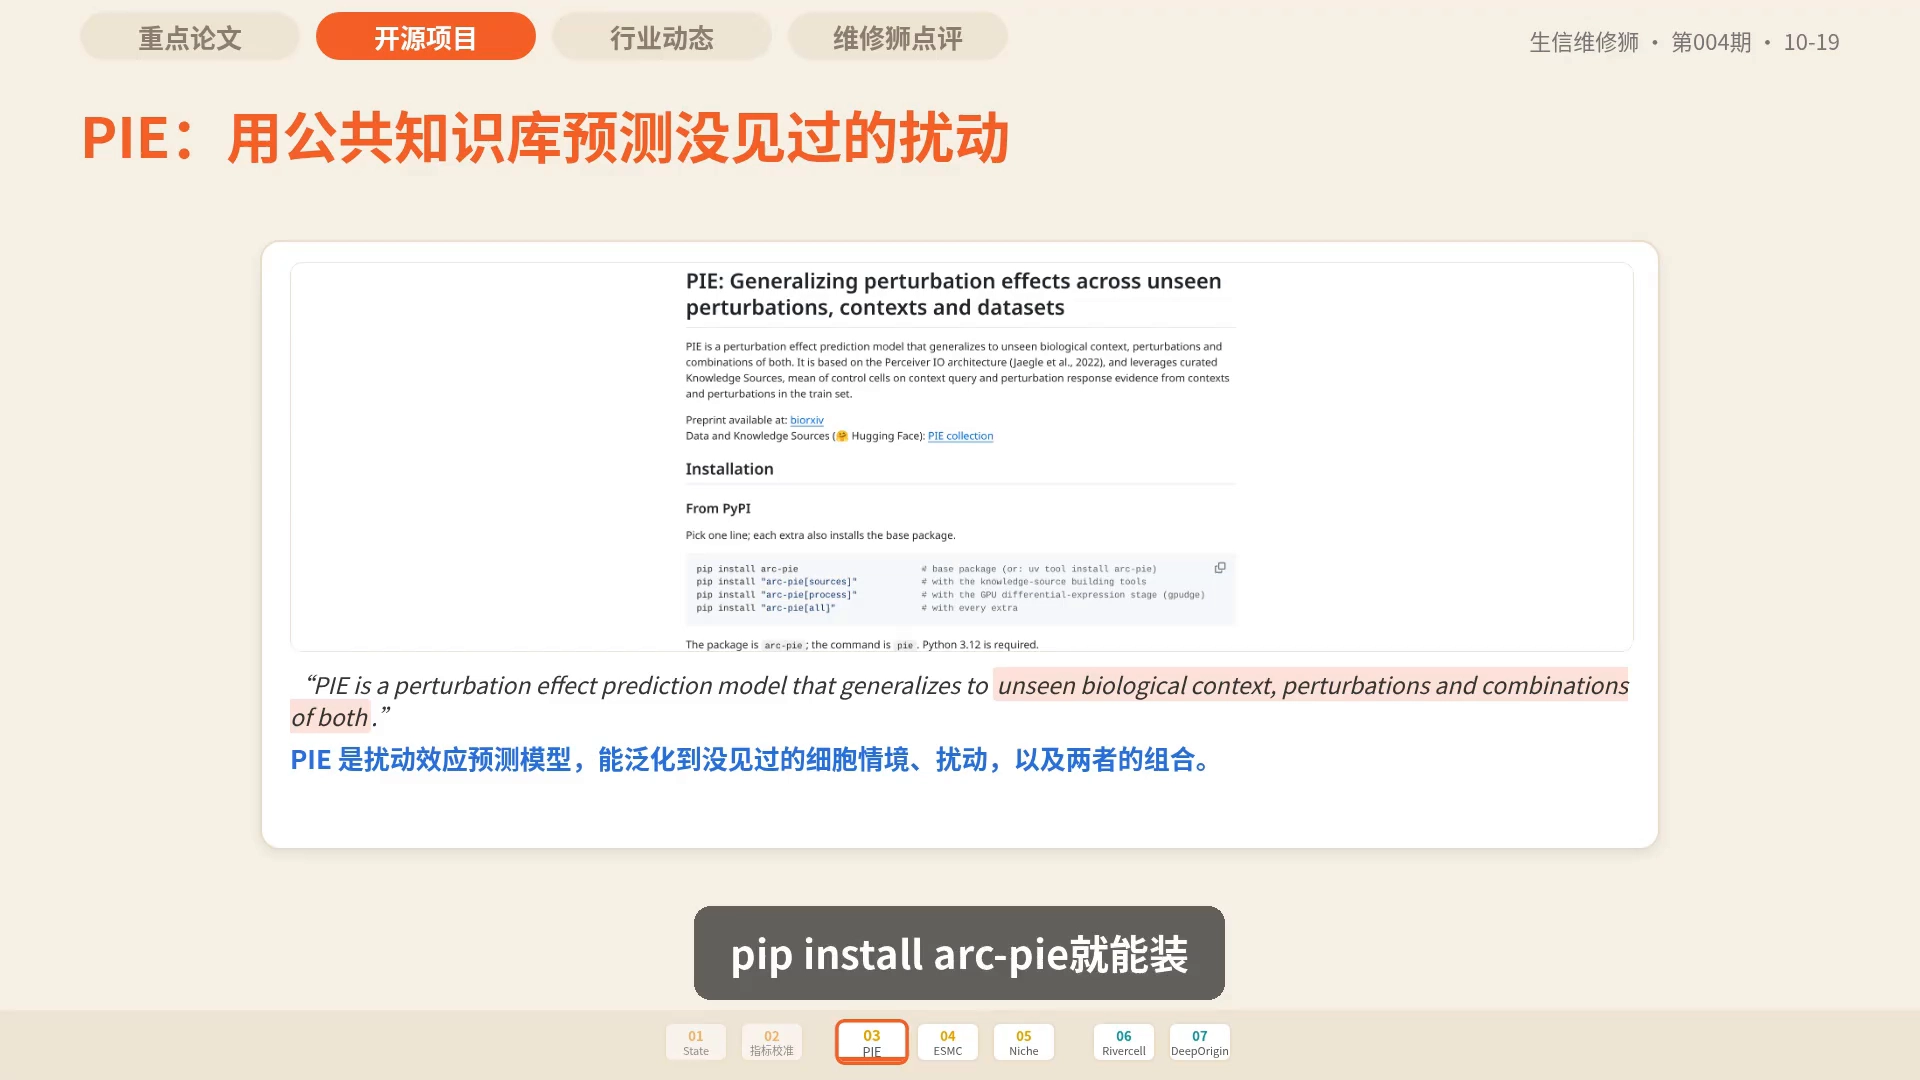 重点论文
开源项目
行业动态
维修狮点评
生信维修狮 • 第004期 • 10-19
PIE：用公共知识库预测没见过的扰动
PIE: Generalizing perturbation effects across unseen
perturbations, contexts and datasets
PIE is a perturbation effect prediction model that generalizes to unseen biological context, perturbations and
combinations of both. It is based on the Perceiver IO architecture (Jaegle et al., 2022), and leverages curated
Knowledge Sources, mean of control cells on context query and perturbation response evidence from contexts
and perturbations in the train set.
Preprint available at: biorxiv
Data and Knowledge Sources (🤗 Hugging Face): PIE collection
Installation
From PyPI
Pick one line; each extra also installs the base package.
pip install arc-pie # base package (or: uv tool install arc-pie)
pip install "arc-pie[sources]" # with the knowledge-source building tools
pip install "arc-pie[process]" # with the GPU differential-expression stage (gpudge)
pip install "arc-pie[all]" # with every extra
The package is arc-pie; the command is pie. Python 3.12 is required.
“PIE is a perturbation effect prediction model that generalizes to unseen biological context, perturbations and combinations
of both.”
PIE 是扰动效应预测模型，能泛化到没见过的细胞情境、扰动，以及两者的组合。
pip install arc-pie就能装
01
State
02
指标校准
03
PIE
04
ESMC
05
Niche
06
Rivercell
07
DeepOrigin